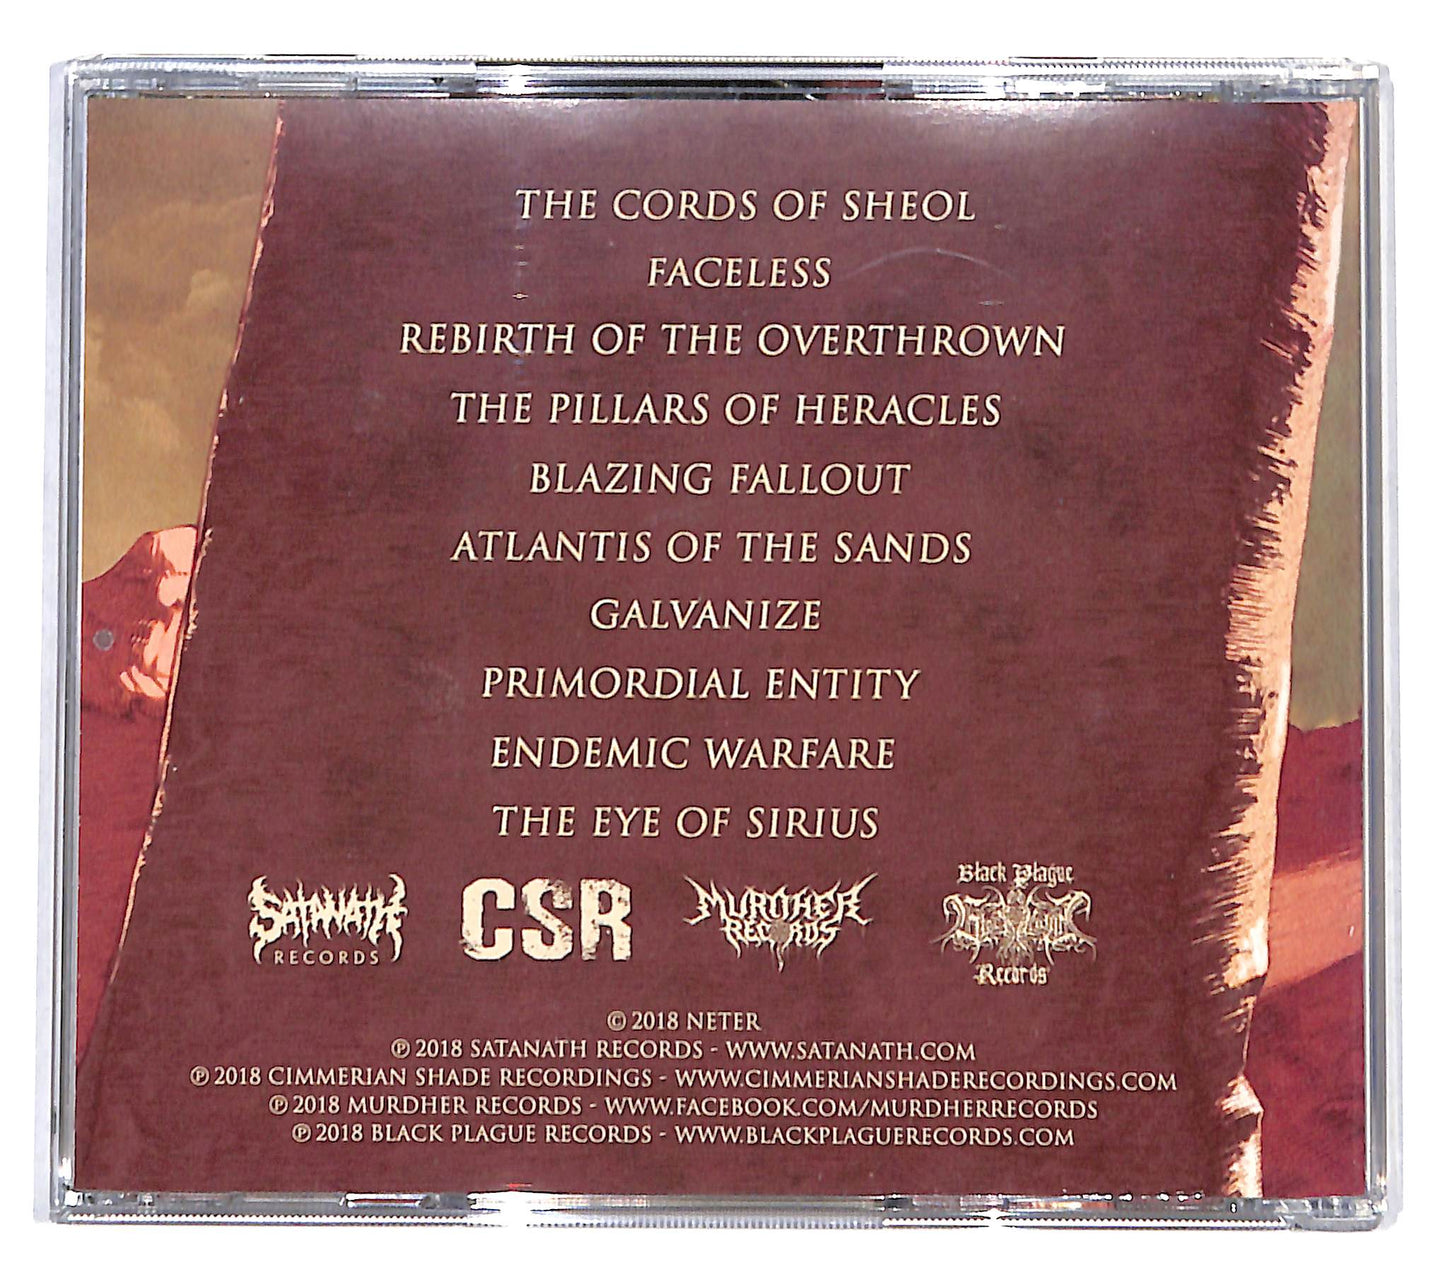 THE CORDS OF SHEOL
FACELESS
REBIRTH OF THE OVERTHROWN
THE PILLARS OF HERACLES
BLAZING FALLOUT
ATLANTIS OF THE SANDS
GALVANIZE
PRIMORDIAL ENTITY
ENDEMIC WARFARE
THE EYE OF SIRIUS
SATANATH
RECORDS
CSR
MURDHER
RECORDS
Black Plague
Records
© 2018 NETER
℗ 2018 SATANATH RECORDS - WWW.SATANATH.COM
℗ 2018 CIMMERIAN SHADE RECORDINGS - WWW.CIMMERIANSHADERECORDINGS.COM
℗ 2018 MURDHER RECORDS - WWW.FACEBOOK.COM/MURDHERRECORDS
℗ 2018 BLACK PLAGUE RECORDS - WWW.BLACKPLAGUERECORDS.COM